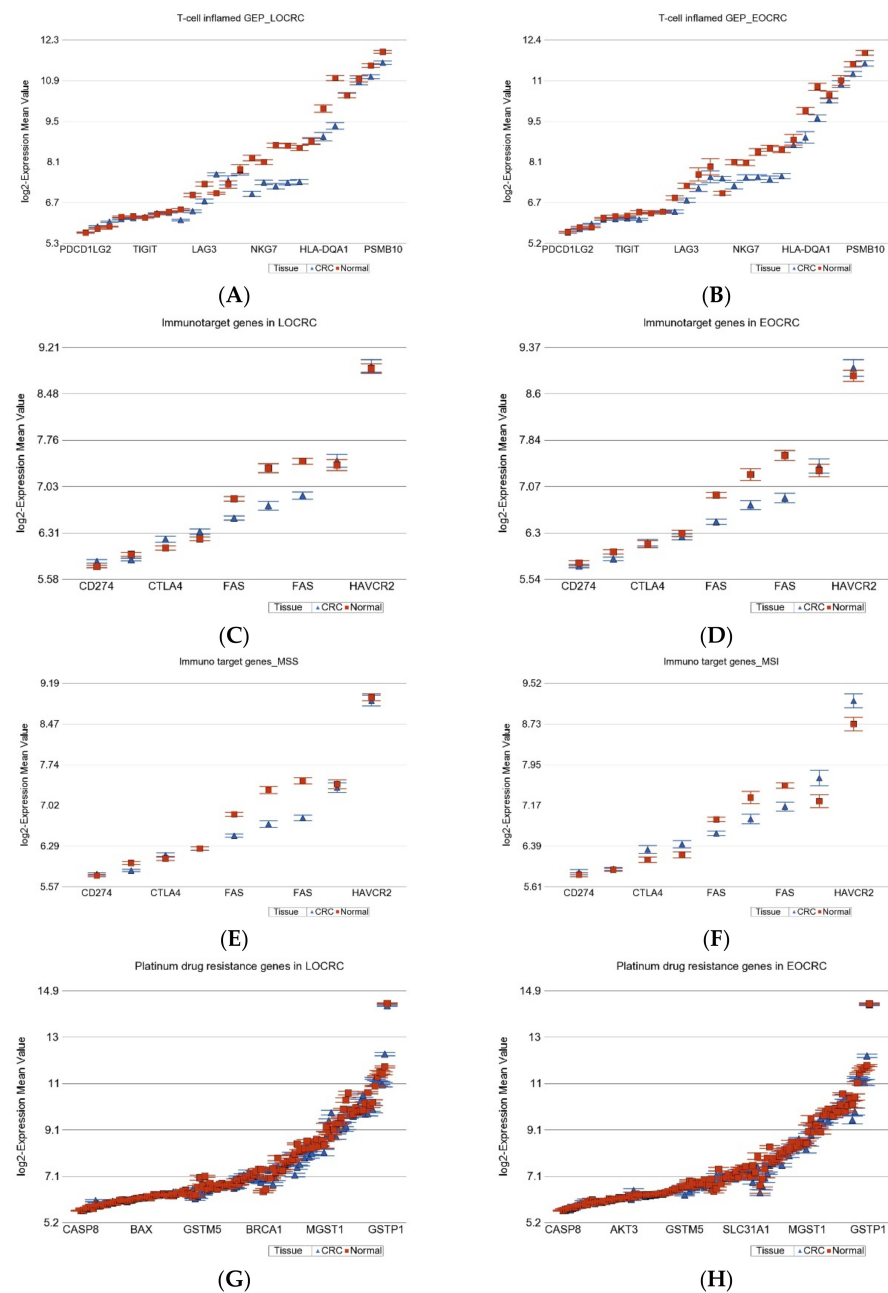 T-cell inflamed GEP_LOCRC
log2-Expression Mean Value
12.3
10.9
9.5
8.1
6.7
5.3
PDCD1LG2 TIGIT LAG3 NKG7 HLA-DQA1 PSMB10
Tissue CRC Normal
(A)
T-cell inflamed GEP_EOCRC
log2-Expression Mean Value
12.4
11
9.5
8.1
6.7
5.2
PDCD1LG2 TIGIT LAG3 NKG7 HLA-DQA1 PSMB10
Tissue CRC Normal
(B)
Immunotarget genes in LOCRC
log2-Expression Mean Value
9.21
8.48
7.76
7.03
6.31
5.58
CD274 CTLA4 FAS FAS HAVCR2
Tissue CRC Normal
(C)
Immunotarget genes in EOCRC
log2-Expression Mean Value
9.37
8.6
7.84
7.07
6.3
5.54
CD274 CTLA4 FAS FAS HAVCR2
Tissue CRC Normal
(D)
Immuno target genes_MSS
log2-Expression Mean Value
9.19
8.47
7.74
7.02
6.29
5.57
CD274 CTLA4 FAS FAS HAVCR2
Tissue CRC Normal
(E)
Immuno target genes_MSI
log2-Expression Mean Value
9.52
8.73
7.95
7.17
6.39
5.61
CD274 CTLA4 FAS FAS HAVCR2
Tissue CRC Normal
(F)
Platinum drug resistance genes in LOCRC
log2-Expression Mean Value
14.9
13
11
9.1
7.1
5.2
CASP8 BAX GSTM5 BRCA1 MGST1 GSTP1
Tissue CRC Normal
(G)
Platinum drug resistance genes in EOCRC
log2-Expression Mean Value
14.9
13
11
9.1
7.1
5.2
CASP8 AKT3 GSTM5 SLC31A1 MGST1 GSTP1
Tissue CRC Normal
(H)